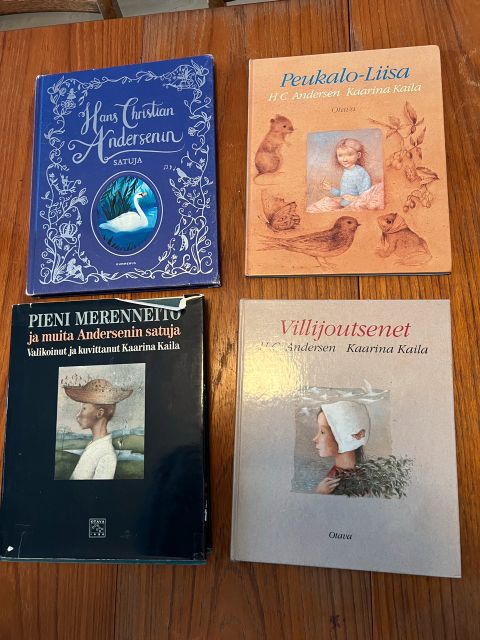 Hans Christian
Andersenin
SATUJA
GUMMERUS
Peukalo-Liisa
H.C. Andersen Kaarina Kaila
Otava
PIENI MERENNEITO
ja muita Andersenin satuja
Valikoinut ja kuvittanut Kaarina Kaila
OTAVA
Villijoutsenet
H.C. Andersen Kaarina Kaila
Otava